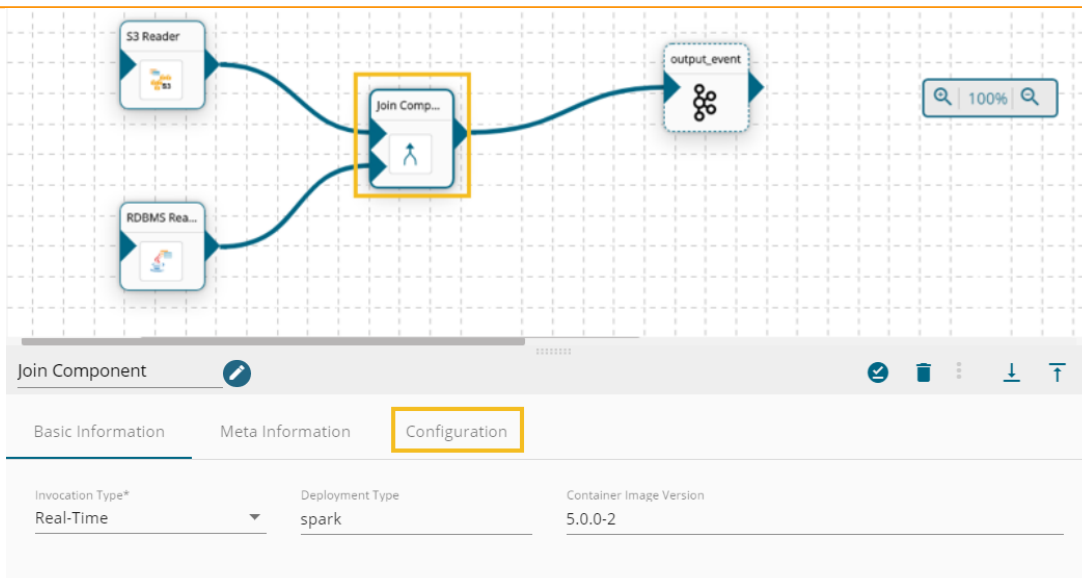 S3 Reader
S3
Join Comp...
output_event
100%
RDBMS Rea...
Join Component
Basic Information
Meta Information
Configuration
Invocation Type*
Deployment Type
Container Image Version
Real-Time
spark
5.0.0-2